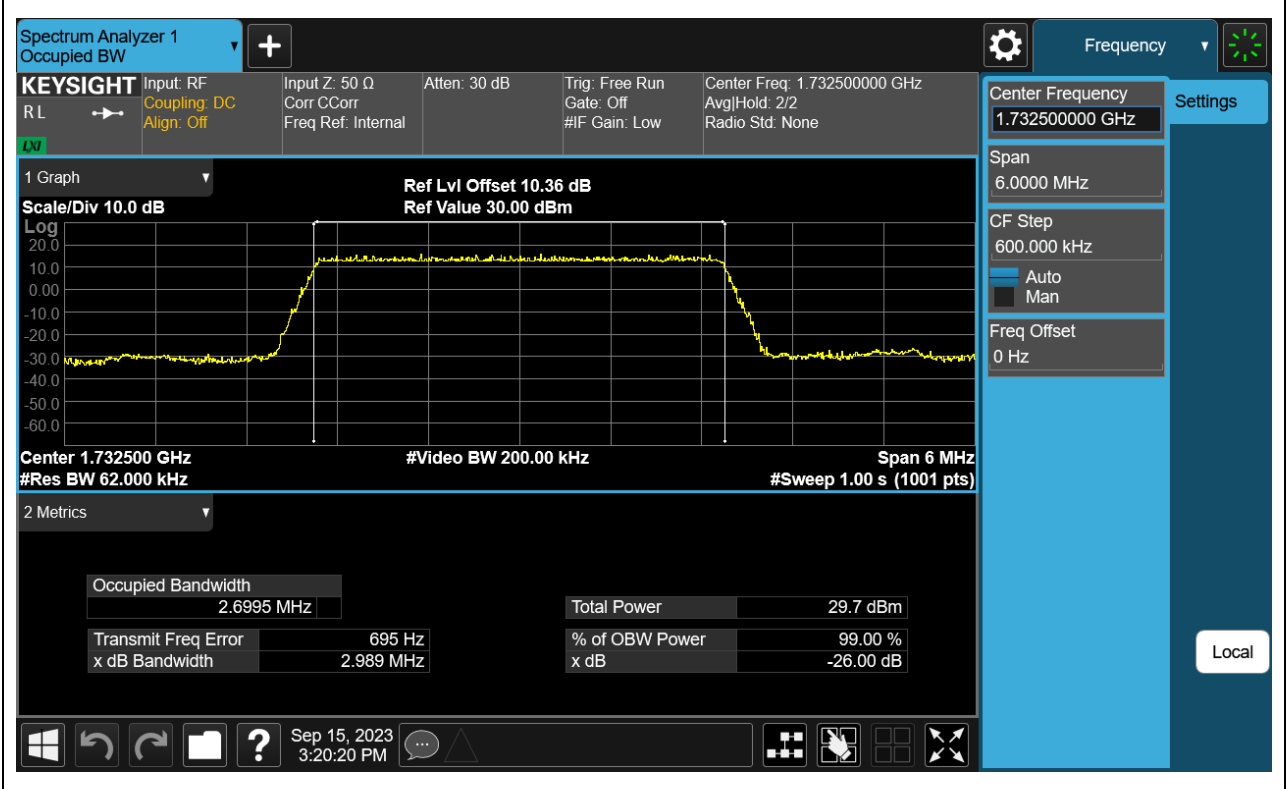 Spectrum Analyzer 1
Occupied BW
+
Frequency
KEYSIGHT
R L
LXI
Input: RF
Coupling: DC
Align: Off
Input Z: 50 Ω
Corr CCorr
Freq Ref: Internal
Atten: 30 dB
Trig: Free Run
Gate: Off
#IF Gain: Low
Center Freq: 1.732500000 GHz
Avg|Hold: 2/2
Radio Std: None
Center Frequency
1.732500000 GHz
Settings
Span
6.0000 MHz
CF Step
600.000 kHz
Auto
Man
Freq Offset
0 Hz
Local
1 Graph
Scale/Div 10.0 dB
Ref Lvl Offset 10.36 dB
Ref Value 30.00 dBm
Log
20.0
10.0
0.00
-10.0
-20.0
-30.0
-40.0
-50.0
-60.0
Center 1.732500 GHz
#Video BW 200.00 kHz
Span 6 MHz
#Res BW 62.000 kHz
#Sweep 1.00 s (1001 pts)
2 Metrics
Occupied Bandwidth
2.6995 MHz
Total Power 29.7 dBm
Transmit Freq Error 695 Hz
% of OBW Power 99.00 %
x dB Bandwidth 2.989 MHz
x dB -26.00 dB
?
Sep 15, 2023
3:20:20 PM